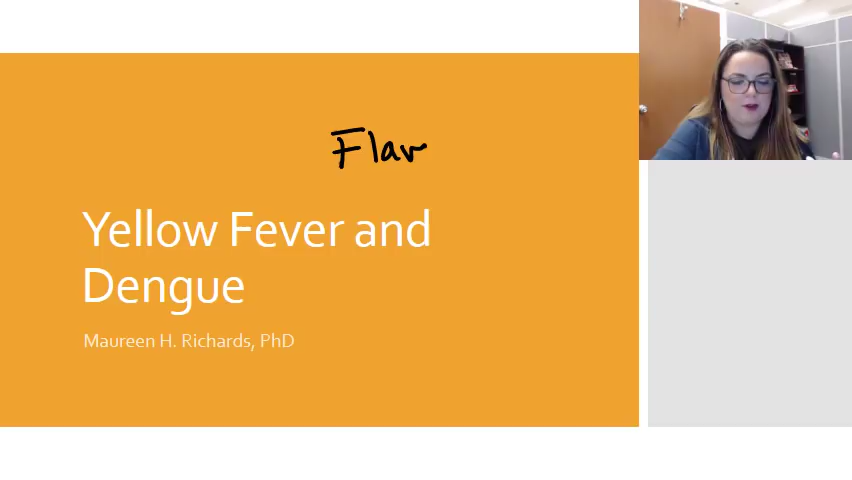 Flav
Yellow Fever and
Dengue
Maureen H. Richards, PhD